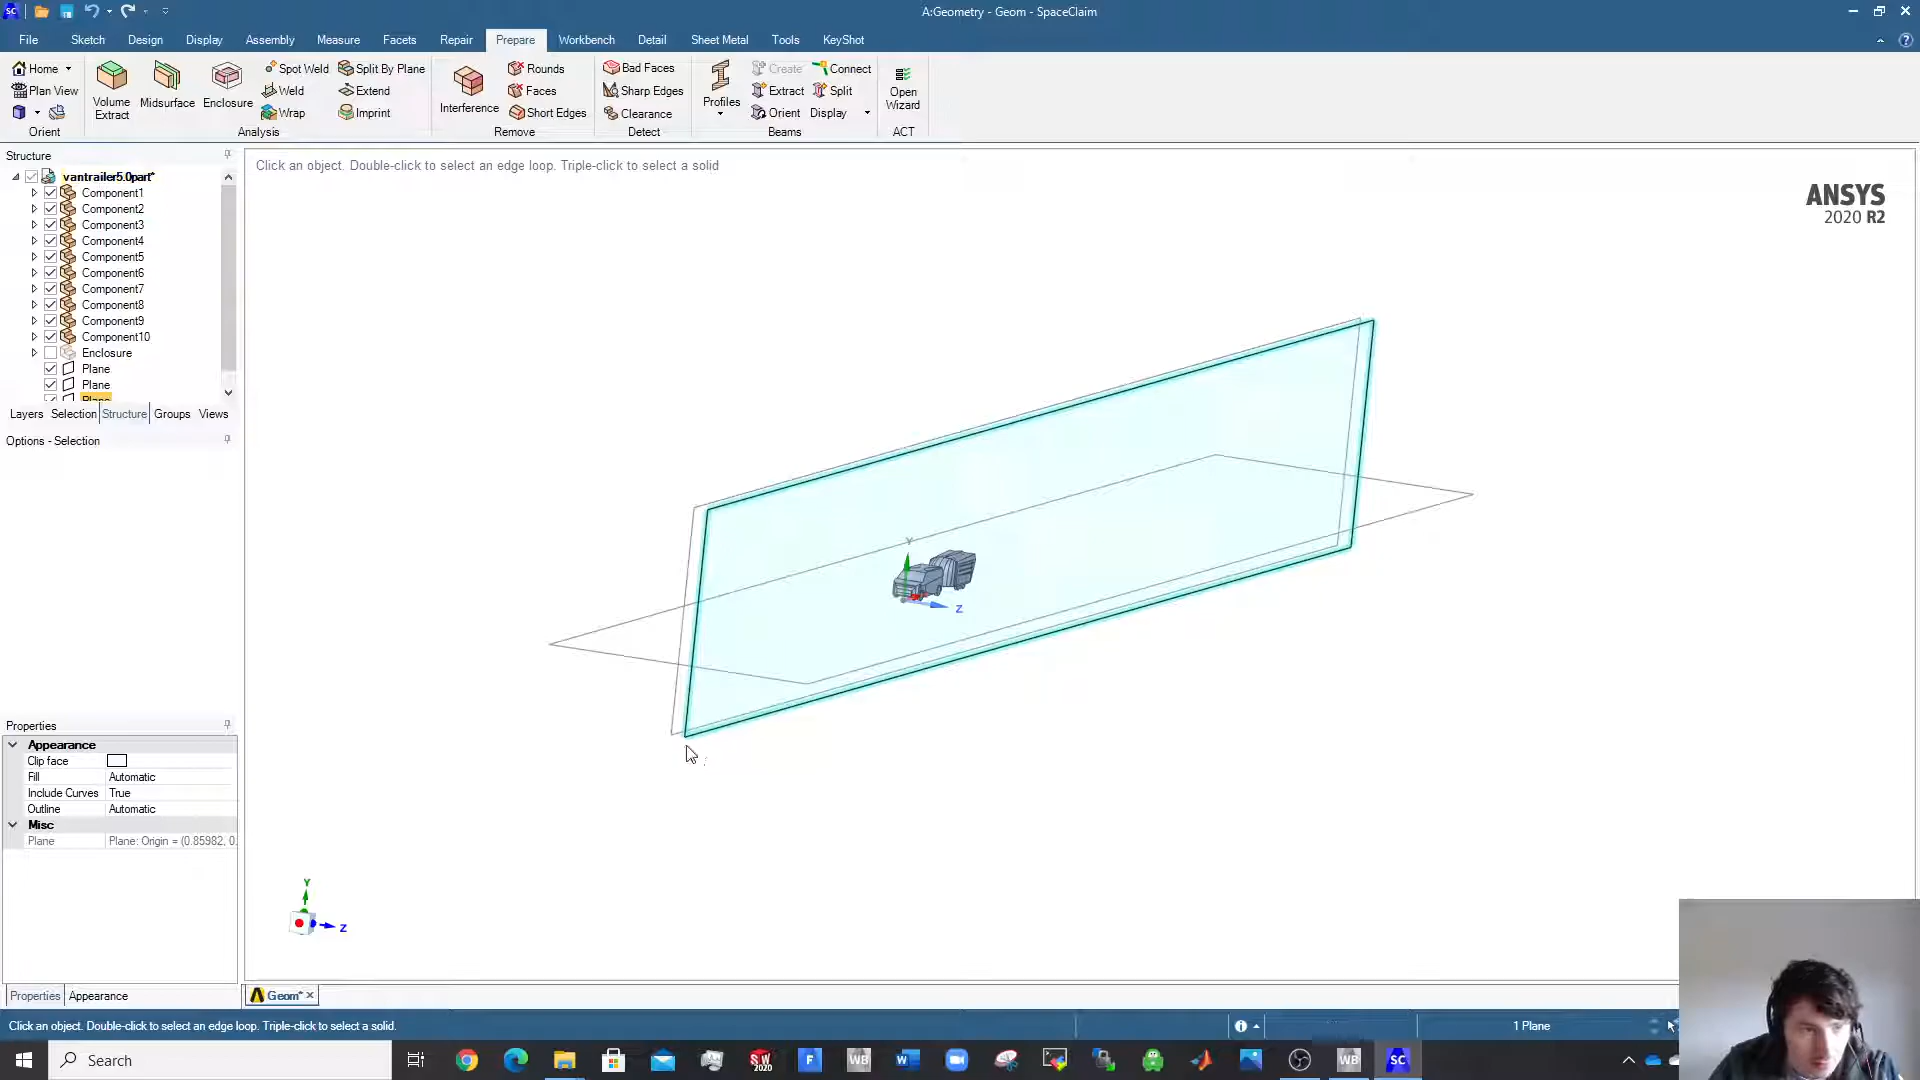 A:Geometry - Geom - SpaceClaim
File Sketch Design Display Assembly Measure Facets Repair Prepare Workbench Detail Sheet Metal Tools KeyShot
Home
Plan View
Orient
Volume Extract
Midsurface
Enclosure
Spot Weld
Weld
Wrap
Split By Plane
Extend
Imprint
Analysis
Interference
Rounds
Faces
Short Edges
Remove
Bad Faces
Sharp Edges
Clearance
Detect
Profiles
Create
Extract
Orient
Connect
Split
Display
Beams
Open Wizard
ACT
Structure
vantrailer5.0part*
Component1
Component2
Component3
Component4
Component5
Component6
Component7
Component8
Component9
Component10
Enclosure
Plane
Plane
Plane
Layers Selection Structure Groups Views
Options - Selection
Click an object. Double-click to select an edge loop. Triple-click to select a solid
ANSYS
2020 R2
Y
Z
Properties
Appearance
Clip face
Fill Automatic
Include Curves True
Outline Automatic
Misc
Plane Plane: Origin = (0.85982, 0.
Y
Z
Properties Appearance
Geom*
Click an object. Double-click to select an edge loop. Triple-click to select a solid.
1 Plane
Search
SW 2020
F
WB
W
WB
SC